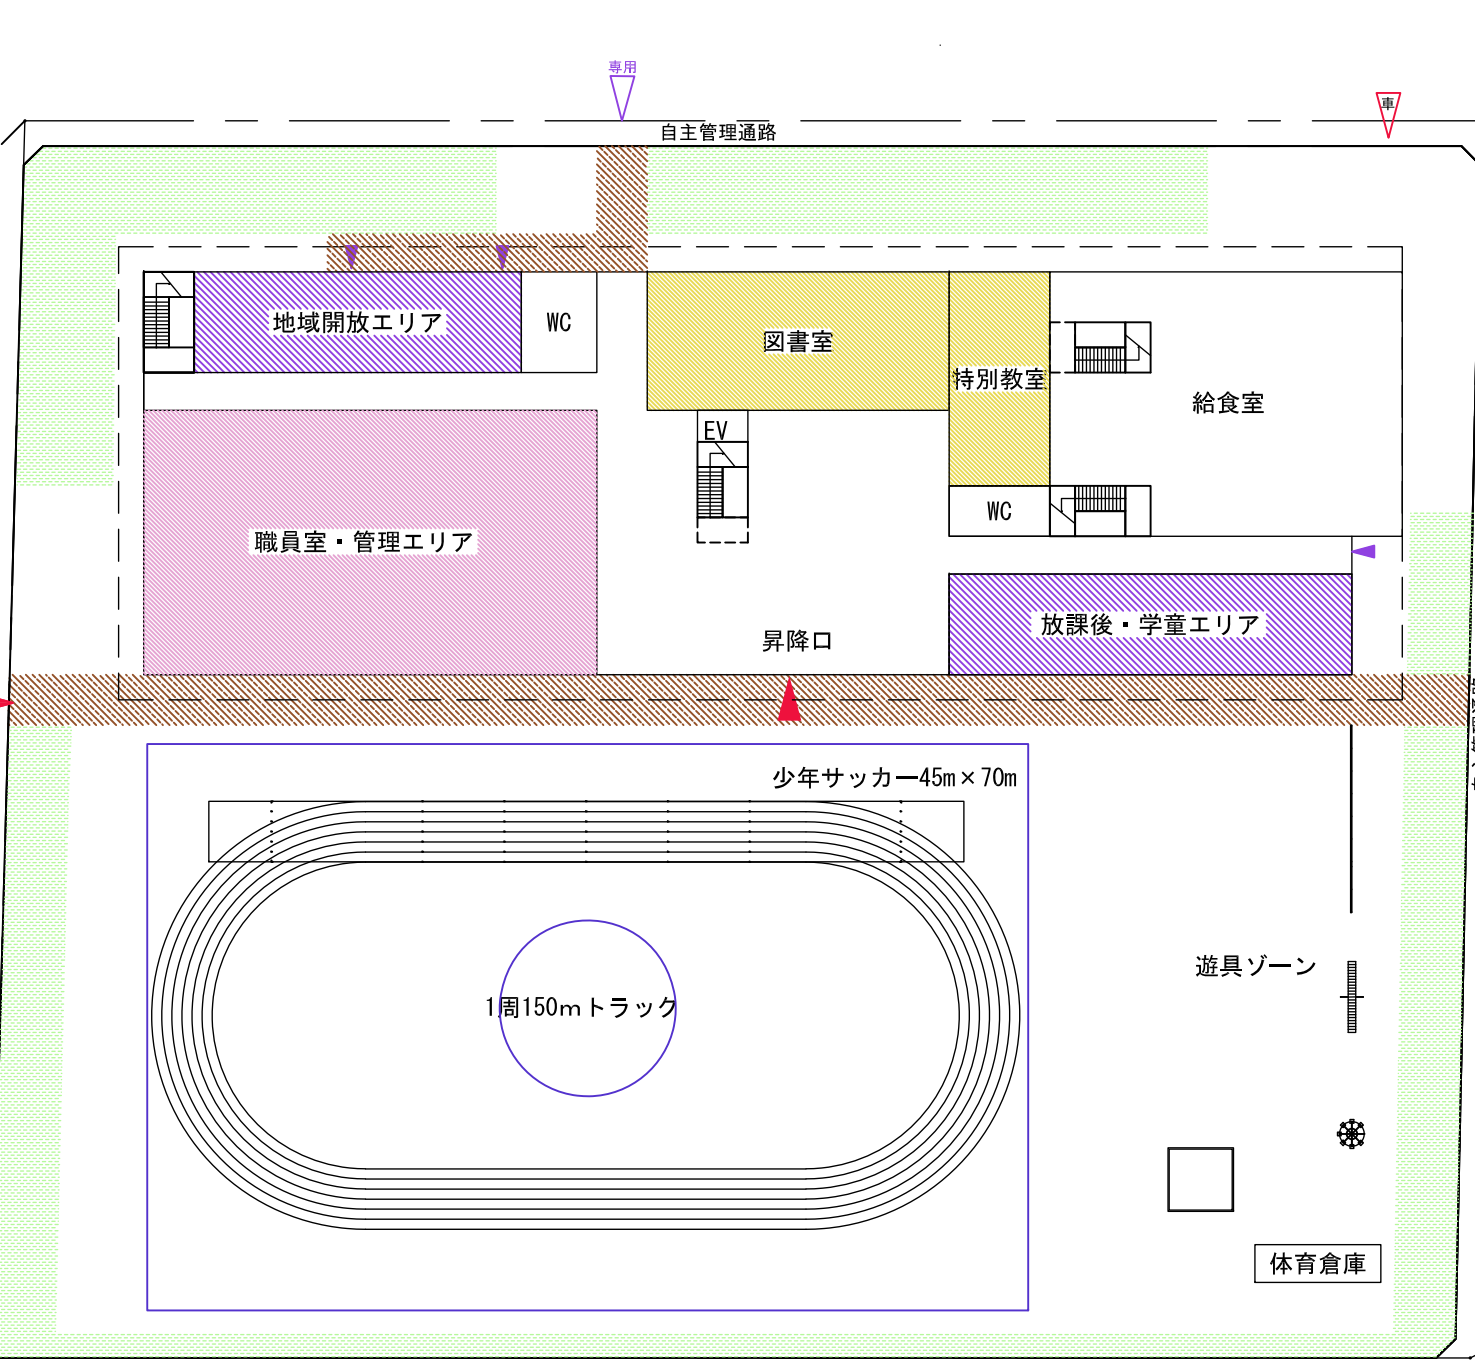 専用
車
自主管理通路
地域開放エリア
WC
図書室
特別教室
給食室
EV
WC
職員室・管理エリア
放課後・学童エリア
昇降口
少年サッカー45m×70m
遊具ゾーン
1周150mトラック
体育倉庫